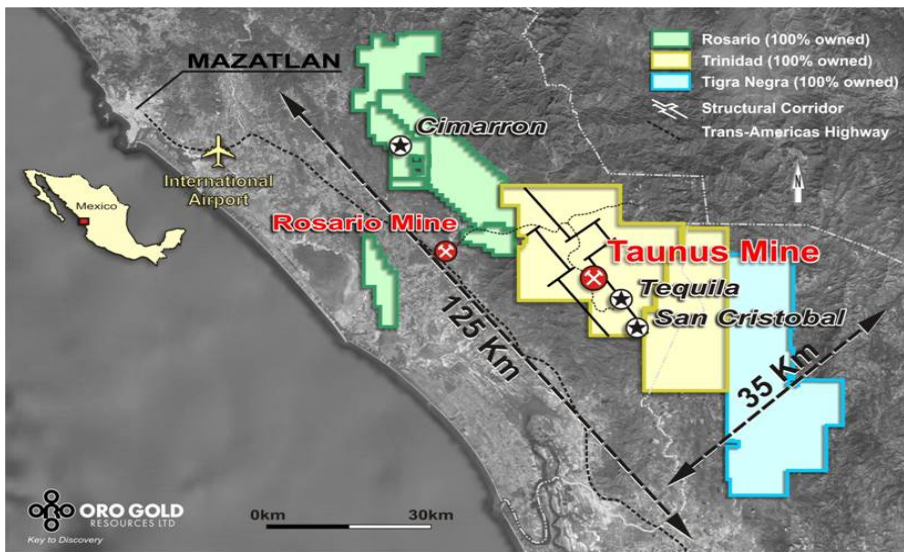 MAZATLAN
International
Airport
Mexico
Cimarron
Rosario Mine
Taunus Mine
Tequila
San Cristobal
125 Km
35 Km
Rosario (100% owned)
Trinidad (100% owned)
Tigra Negra (100% owned)
Structural Corridor
Trans-Americas Highway
N
ORO GOLD
RESOURCES LTD
Key to Discovery
0km
30km